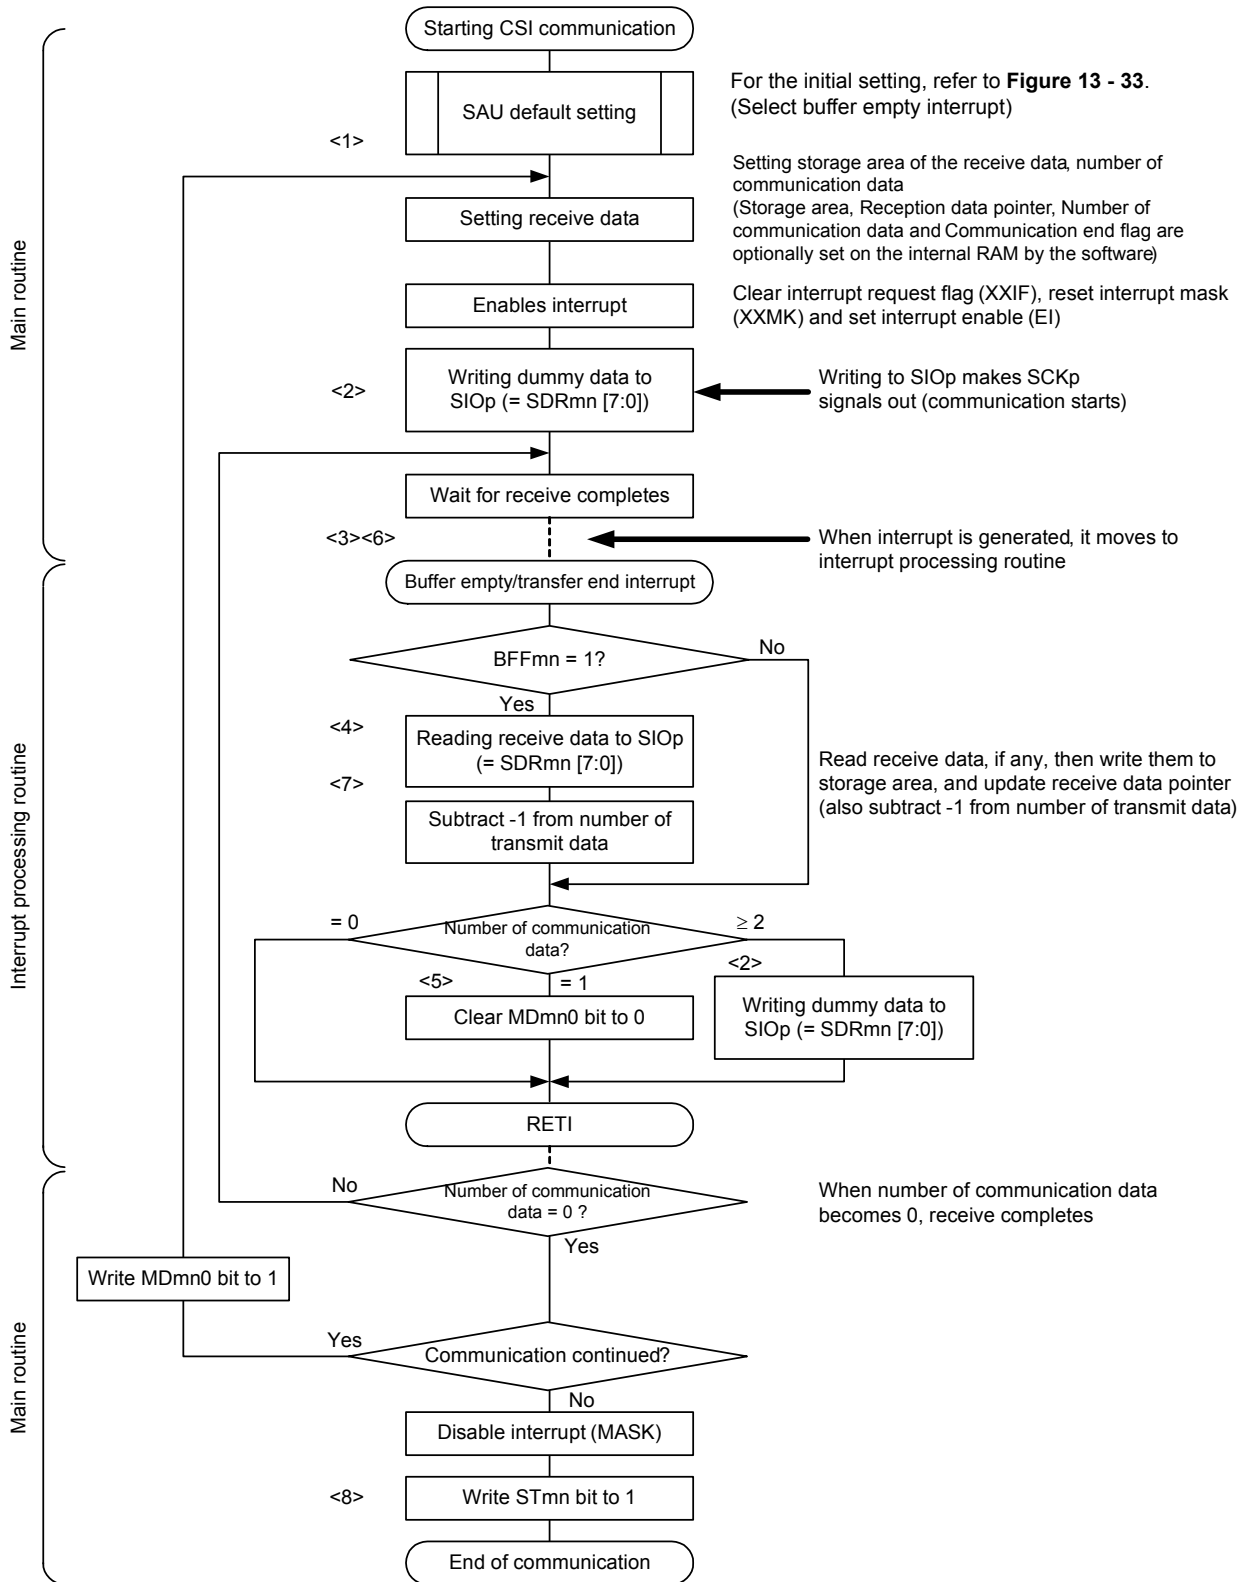 Starting CSI communication
SAU default setting
For the initial setting, refer to Figure 13 - 33.
(Select buffer empty interrupt)
<1>
Setting storage area of the receive data, number of
communication data
(Storage area, Reception data pointer, Number of
communication data and Communication end flag are
optionally set on the internal RAM by the software)
Setting receive data
Enables interrupt
Clear interrupt request flag (XXIF), reset interrupt mask
(XXMK) and set interrupt enable (EI)
Main routine
<2>
Writing dummy data to
SIOp (= SDRmn [7:0])
Writing to SIOp makes SCKp
signals out (communication starts)
Wait for receive completes
<3><6>
When interrupt is generated, it moves to
interrupt processing routine
Buffer empty/transfer end interrupt
BFFmn = 1?
No
Yes
<4>
Reading receive data to SIOp
(= SDRmn [7:0])
<7>
Subtract -1 from number of
transmit data
Read receive data, if any, then write them to
storage area, and update receive data pointer
(also subtract -1 from number of transmit data)
Interrupt processing routine
= 0
Number of communication
data?
≥ 2
<5>
= 1
<2>
Clear MDmn0 bit to 0
Writing dummy data to
SIOp (= SDRmn [7:0])
RETI
No
Number of communication
data = 0 ?
Yes
When number of communication data
becomes 0, receive completes
Write MDmn0 bit to 1
Yes
Communication continued?
No
Main routine
Disable interrupt (MASK)
<8>
Write STmn bit to 1
End of communication